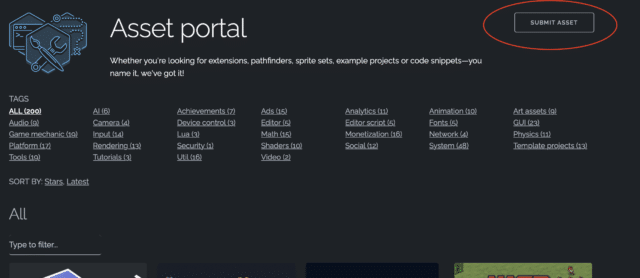 Asset portal
SUBMIT ASSET
Whether you're looking for extensions, pathfinders, sprite sets, example projects or code snippets—you
name it, we've got it!
TAGS
ALL (200) AI (6) Achievements (7) Ads (15) Analytics (11) Animation (10) Art assets (9)
Audio (9) Camera (4) Device control (3) Editor (5) Editor script (5) Fonts (5) GUI (23)
Game mechanic (19) Input (14) Lua (3) Math (15) Monetization (16) Network (4) Physics (11)
Platform (17) Rendering (13) Security (1) Shaders (10) Social (12) System (48) Template projects (13)
Tools (19) Tutorials (3) Util (16) Video (2)
SORT BY: Stars, Latest
All
Type to filter...